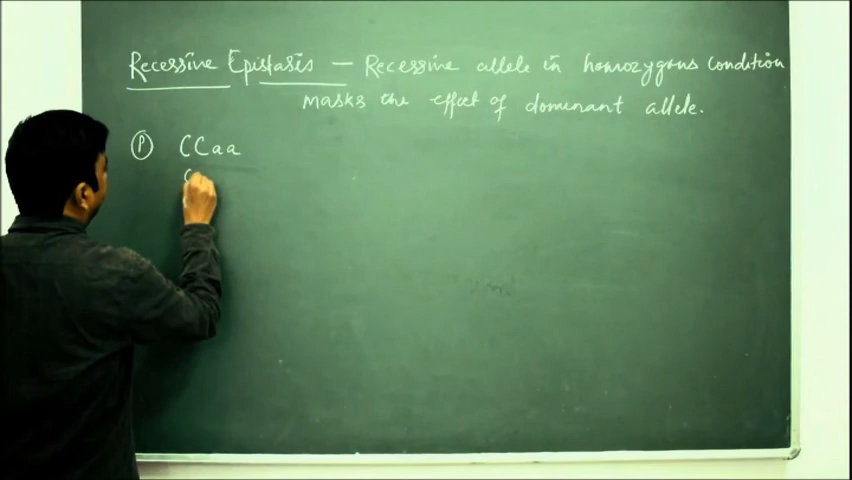 Recessive Epistasis — Recessive allele in homozygous condition
masks the effect of dominant allele.
P CCaa